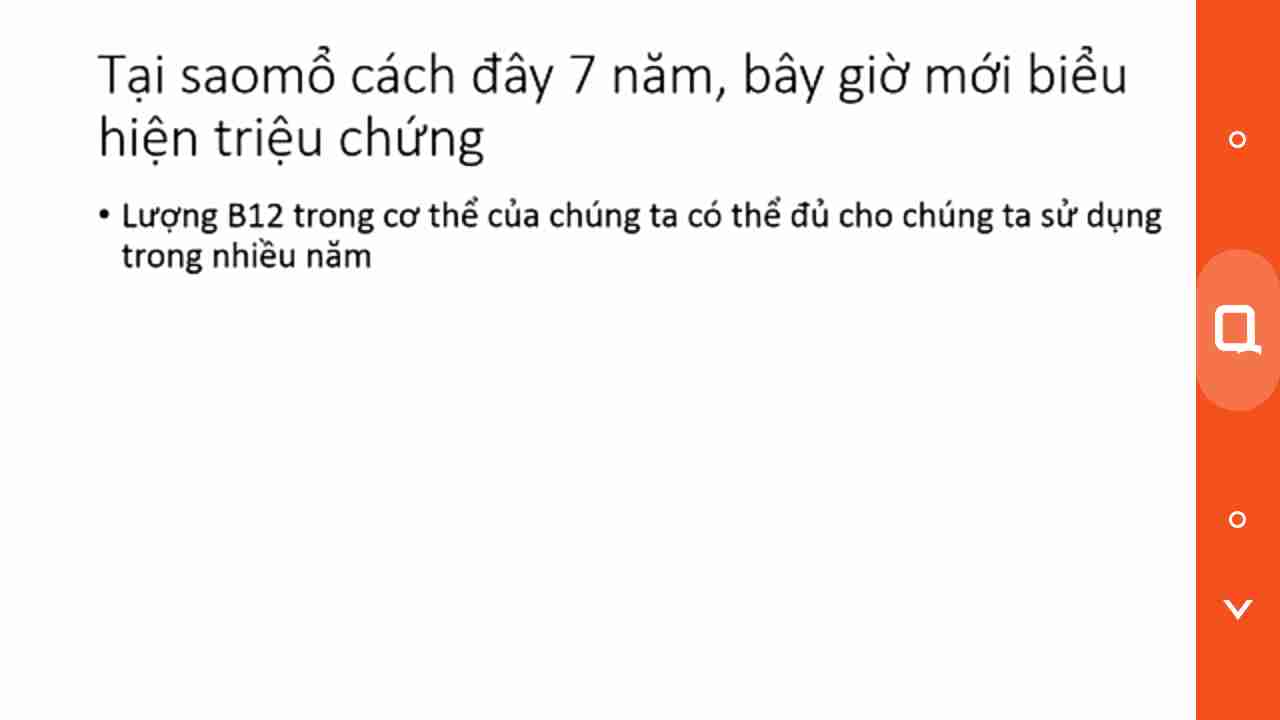 Tại saomổ cách đây 7 năm, bây giờ mới biểu
hiện triệu chứng
• Lượng B12 trong cơ thể của chúng ta có thể đủ cho chúng ta sử dụng
trong nhiều năm